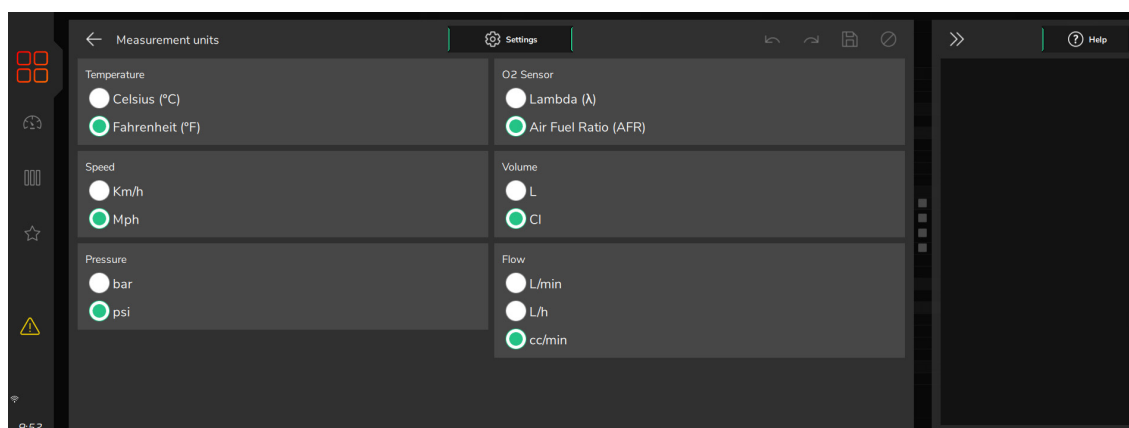 Measurement units
Settings
Help
Temperature
Celsius (°C)
Fahrenheit (°F)
O2 Sensor
Lambda (λ)
Air Fuel Ratio (AFR)
Speed
Km/h
Mph
Volume
L
CI
Pressure
bar
psi
Flow
L/min
L/h
cc/min